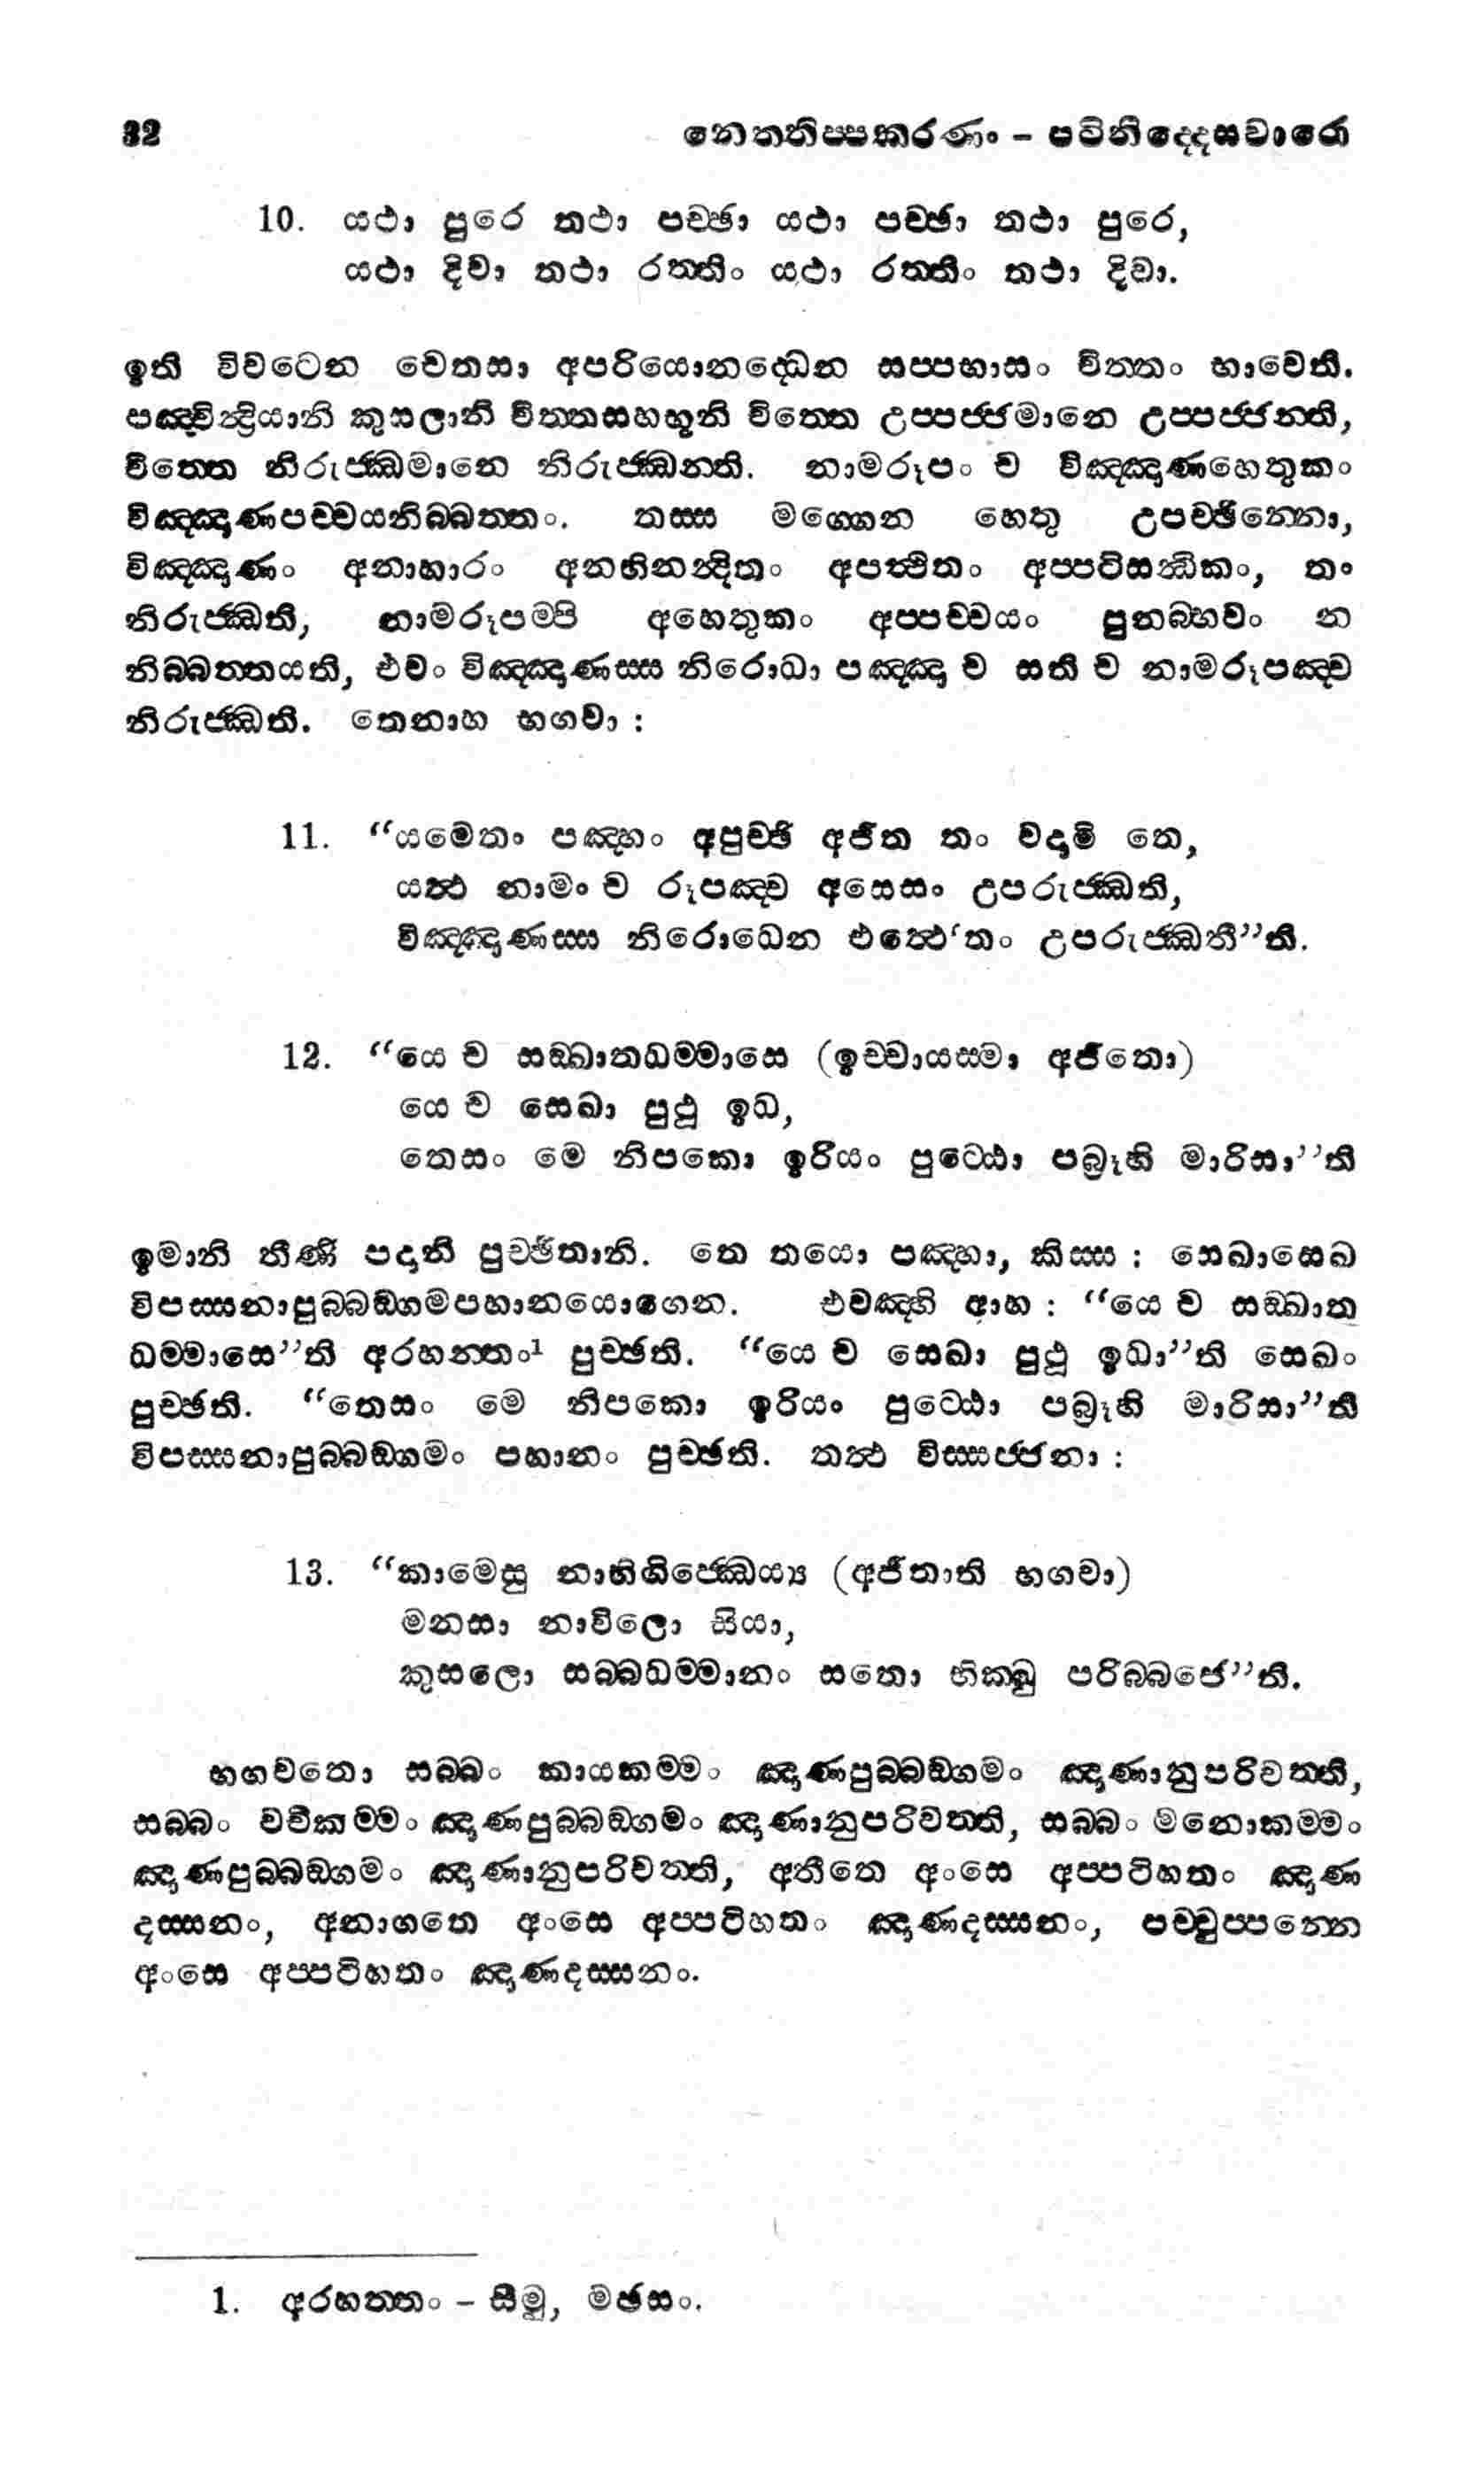 32 නෙත්තිප්පකරණං - පටිනිද්දෙසවාරො
10. යථා පුරෙ තථා පච්ඡා යථා පච්ඡා තථා පුරෙ,
යථා දිවා තථා රත්තිං යථා රත්තිං තථා දිවා.
ඉති විවටෙන චෙතසා අපරියොනද්ධෙන සප්පභාසං චිත්තං භාවෙති.
පඤ්චින්ද්‍රියානි කුසලානි චිත්තසහභූනි චිත්තෙ උප්පජ්ජමානෙ උප්පජ්ජන්ති,
චිත්තෙ නිරුජ්ඣමානෙ නිරුජ්ඣන්ති. නාමරූපං ච විඤ්ඤාණහෙතුකං
විඤ්ඤාණපච්චයනිබ්බත්තං. තස්ස මග්ගෙන හෙතු උපච්ඡින්නො,
විඤ්ඤාණං අනාහාරං අනභිනන්දිතං අපත්ථිතං අප්පටිසන්ධිකං, තං
නිරුජ්ඣති, නාමරූපම්පි අහෙතුකං අප්පච්චයං පුනබ්භවං න
නිබ්බත්තයති, එවං විඤ්ඤාණස්ස නිරොධා පඤ්ඤා ච සති ච නාමරූපඤ්ච
නිරුජ්ඣති. තෙනාහ භගවා :
11. “යමෙතං පඤ්හං අපුච්ඡි අජිත තං වදාමි තෙ,
යත්ථ නාමං ච රූපඤ්ච අසෙසං උපරුජ්ඣති,
විඤ්ඤාණස්ස නිරොධෙන එත්ථෙ‘තං උපරුජ්ඣතී”ති.
12. “යෙ ච සඞ්ඛාතධම්මාසෙ (ඉච්චායස්මා අජිතො)
යෙ ච සෙඛා පුථූ ඉධ,
තෙසං මෙ නිපකො ඉරියං පුට්ඨො පබ්‍රූහි මාරිසා’’ති
ඉමානි තීණි පදානි පුච්ඡිතානි. තෙ තයො පඤ්හා, කිස්ස : සෙඛාසෙඛ
විපස්සනාපුබ්බඞ්ගමපහානයොගෙන. එවඤ්හි ආහ : “යෙ ච සඞ්ඛාත
ධම්මාසෙ”ති අරහන්තං¹ පුච්ඡති. “යෙ ච සෙඛා පුථූ ඉධා”ති සෙඛං
පුච්ඡති. “තෙසං මෙ නිපකො ඉරියං පුට්ඨො පබ්‍රූහි මාරිසා”ති
විපස්සනාපුබ්බඞ්ගමං පහානං පුච්ඡති. තත්ථ විස්සජ්ජනා :
13. “කාමෙසු නාභිගිජ්ඣෙය්‍ය (අජිතාති භගවා)
මනසා නාවිලො සියා,
කුසලො සබ්බධම්මානං සතො භික්ඛු පරිබ්බජෙ”ති.
භගවතො සබ්බං කායකම්මං ඤාණපුබ්බඞ්ගමං ඤාණානුපරිවත්ති,
සබ්බං වචීකම්මං ඤාණපුබ්බඞ්ගමං ඤාණානුපරිවත්ති, සබ්බං මනොකම්මං
ඤාණපුබ්බඞ්ගමං ඤාණානුපරිවත්ති, අතීතෙ අංසෙ අප්පටිහතං ඤාණ
දස්සනං, අනාගතෙ අංසෙ අප්පටිහතං ඤාණදස්සනං, පච්චුප්පන්නෙ
අංසෙ අප්පටිහතං ඤාණදස්සනං.
1. අරහත්තං - සීමු, මඡසං.